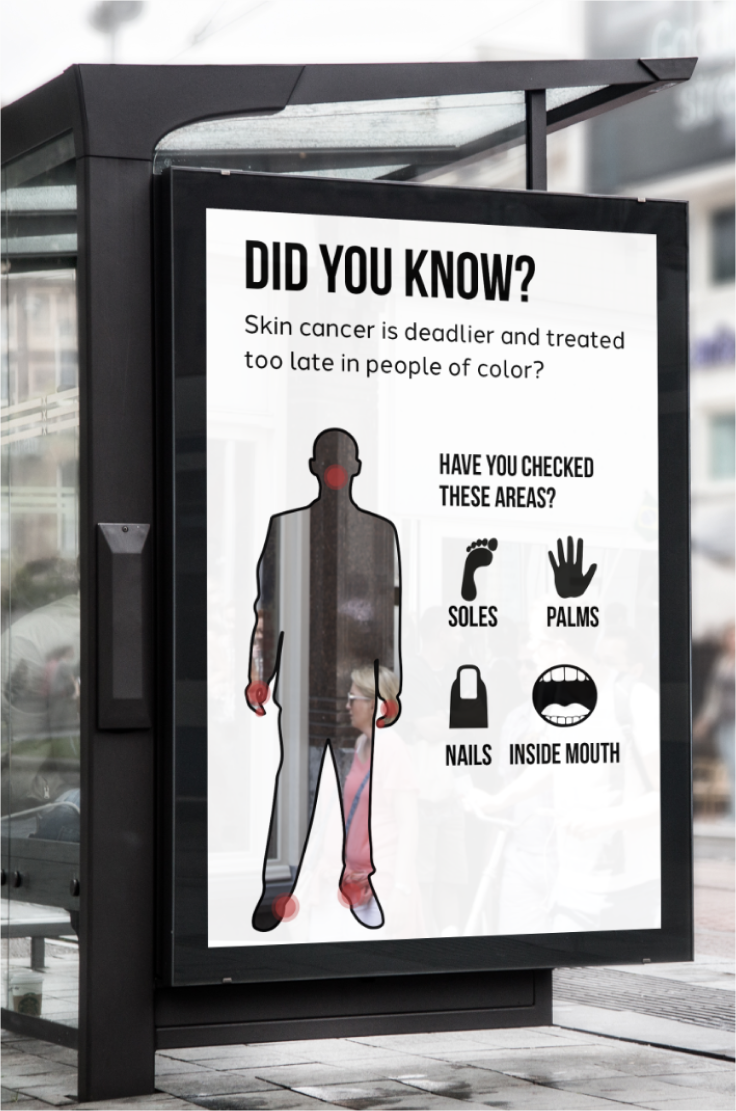 DID YOU KNOW?
Skin cancer is deadlier and treated
too late in people of color?
HAVE YOU CHECKED
THESE AREAS?
SOLES
PALMS
NAILS
INSIDE MOUTH